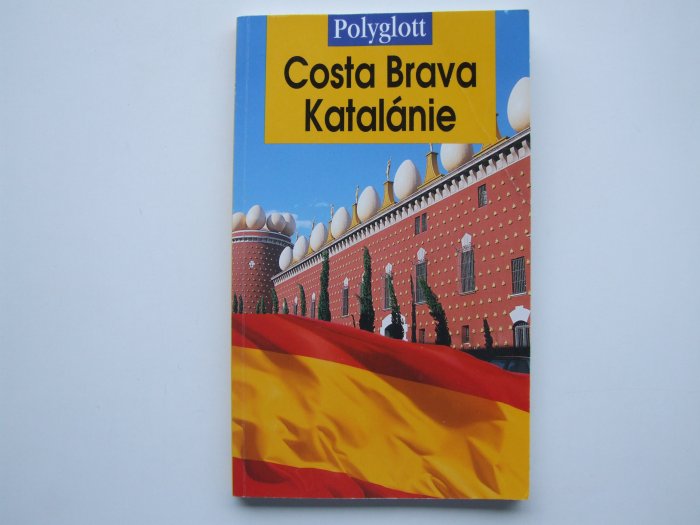 Polyglott
Costa Brava
Katalánie